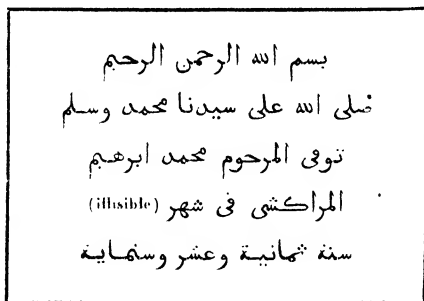 بسم الله الرحمن الرحيم
صلى الله على سيدنا محمد وسلم
توفى المرحوم محمد ابرهيم
المراكشى فى شهر (illisible)
سنة ثمانية وعشر وستماية